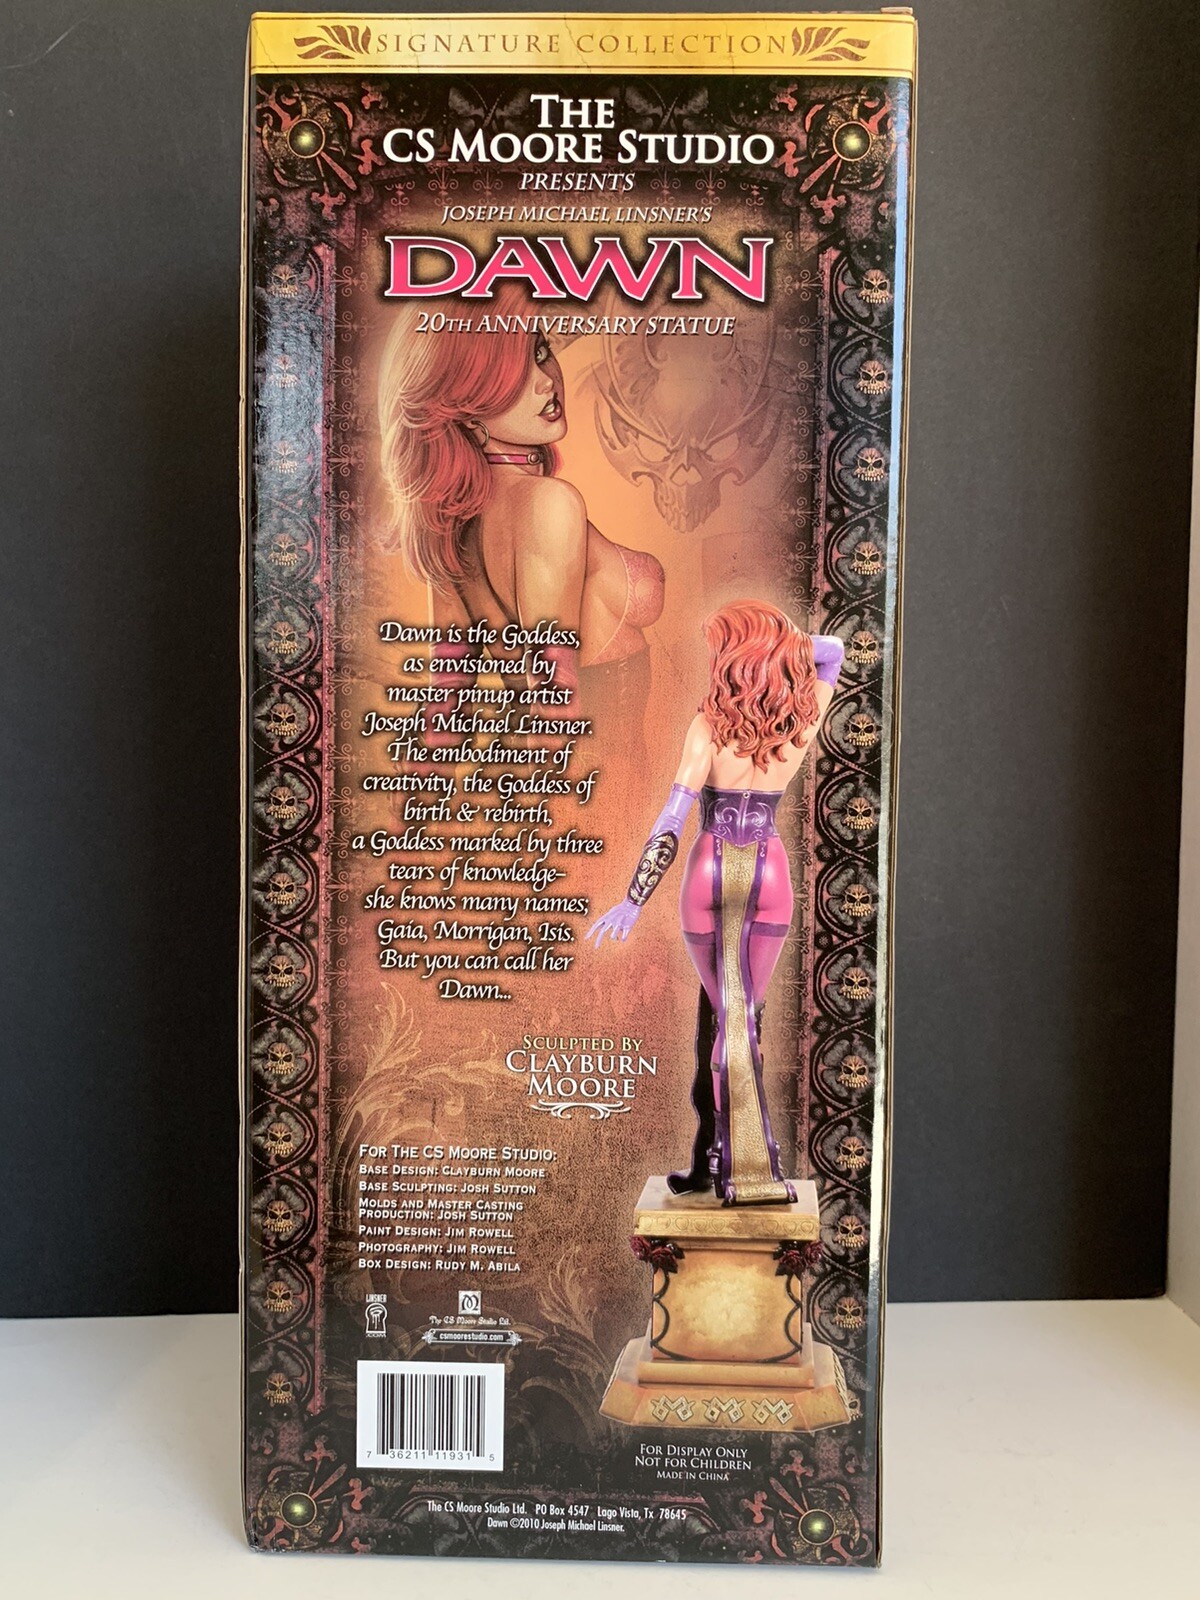 SIGNATURE COLLECTION
THE
CS MOORE STUDIO
PRESENTS
JOSEPH MICHAEL LINSNER'S
DAWN
20TH ANNIVERSARY STATUE
Dawn is the Goddess,
as envisioned by
master pinup artist
Joseph Michael Linsner.
The embodiment of
creativity, the Goddess of
birth & rebirth,
a Goddess marked by three
tears of knowledge-
she knows many names;
Gaia, Morrigan, Isis.
But you can call her
Dawn...
SCULPTED BY
CLAYBURN
MOORE
FOR THE CS MOORE STUDIO:
BASE DESIGN: CLAYBURN MOORE
BASE SCULPTING: JOSH SUTTON
MOLDS AND MASTER CASTING
PRODUCTION: JOSH SUTTON
PAINT DESIGN: JIM ROWELL
PHOTOGRAPHY: JIM ROWELL
BOX DESIGN: RUDY M. ABILA
LINSNER
.COM
The CS Moore Studio Ltd.
csmoorestudio.com
7 36211 11931 5
FOR DISPLAY ONLY
NOT FOR CHILDREN
MADE IN CHINA
The CS Moore Studio Ltd. PO Box 4547 Lago Vista, Tx 78645
Dawn ©2010 Joseph Michael Linsner.